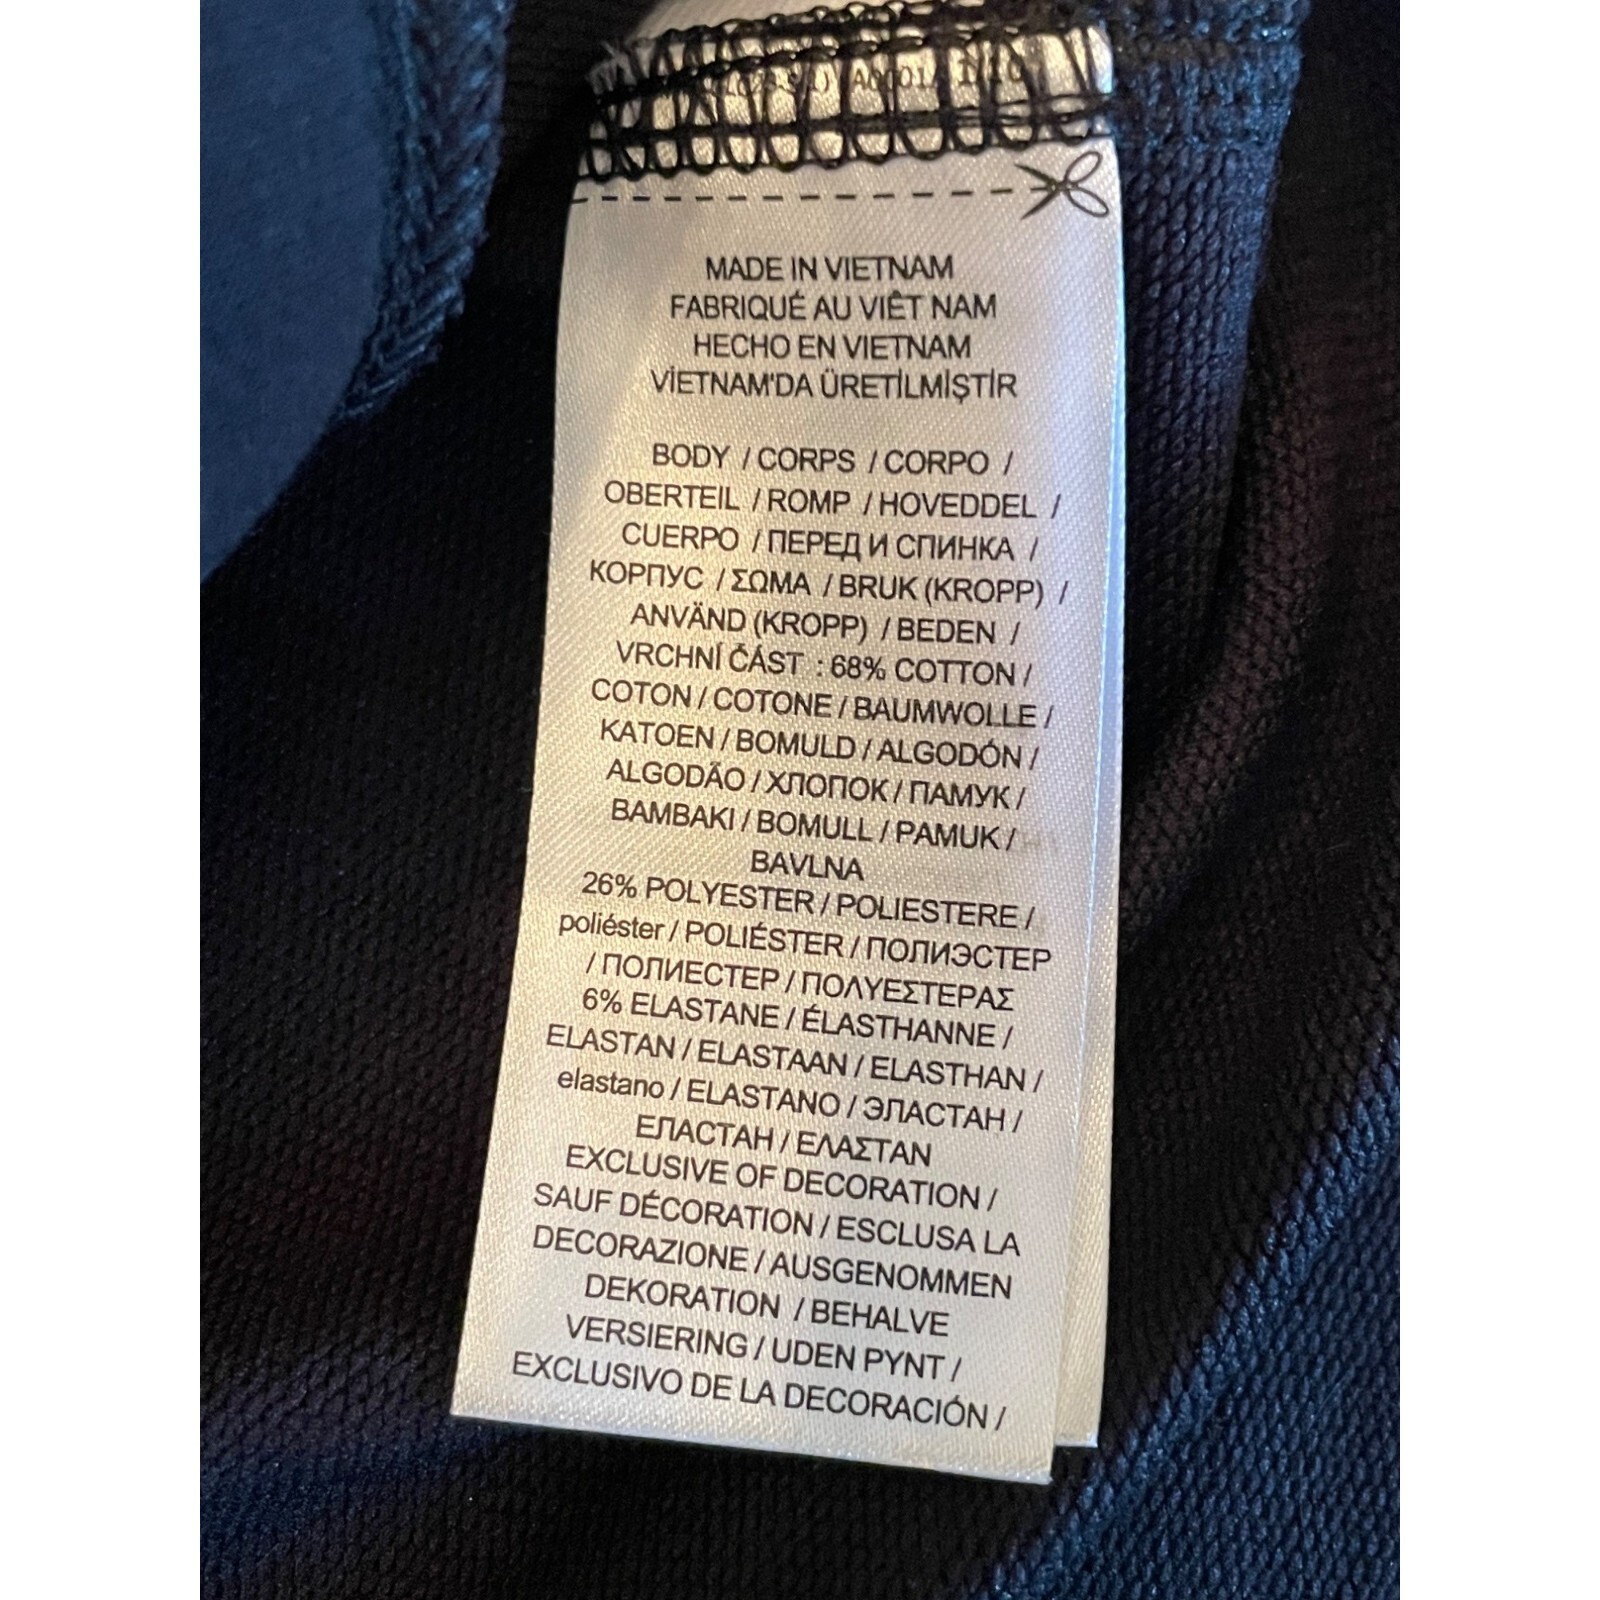 MADE IN VIETNAM
FABRIQUÉ AU VIÊT NAM
HECHO EN VIETNAM
VİETNAM'DA ÜRETİLMİŞTİR
BODY / CORPS / CORPO /
OBERTEIL / ROMP / HOVEDDEL /
CUERPO / ПЕРЕД И СПИНКА /
КОРПУС / ΣΩΜΑ / BRUK (KROPP) /
ANVÄND (KROPP) / BEDEN /
VRCHNÍ ČÁST : 68% COTTON /
COTON / COTONE / BAUMWOLLE /
KATOEN / BOMULD / ALGODÓN /
ALGODÃO / ХЛОПОК / ПАМУК /
BAMBAKI / BOMULL / PAMUK /
BAVLNA
26% POLYESTER / POLIESTERE /
poliéster / POLIÉSTER / ПОЛИЭСТЕР
/ ПОЛИЕСТЕР / ΠΟΛΥΕΣΤΕΡΑΣ
6% ELASTANE / ÉLASTHANNE /
ELASTAN / ELASTAAN / ELASTHAN /
elastano / ELASTANO / ЭЛАСТАН /
ЕЛАСТАН / ΕΛΑΣΤΑΝ
EXCLUSIVE OF DECORATION /
SAUF DÉCORATION / ESCLUSA LA
DECORAZIONE / AUSGENOMMEN
DEKORATION / BEHALVE
VERSIERING / UDEN PYNT /
EXCLUSIVO DE LA DECORACIÓN /